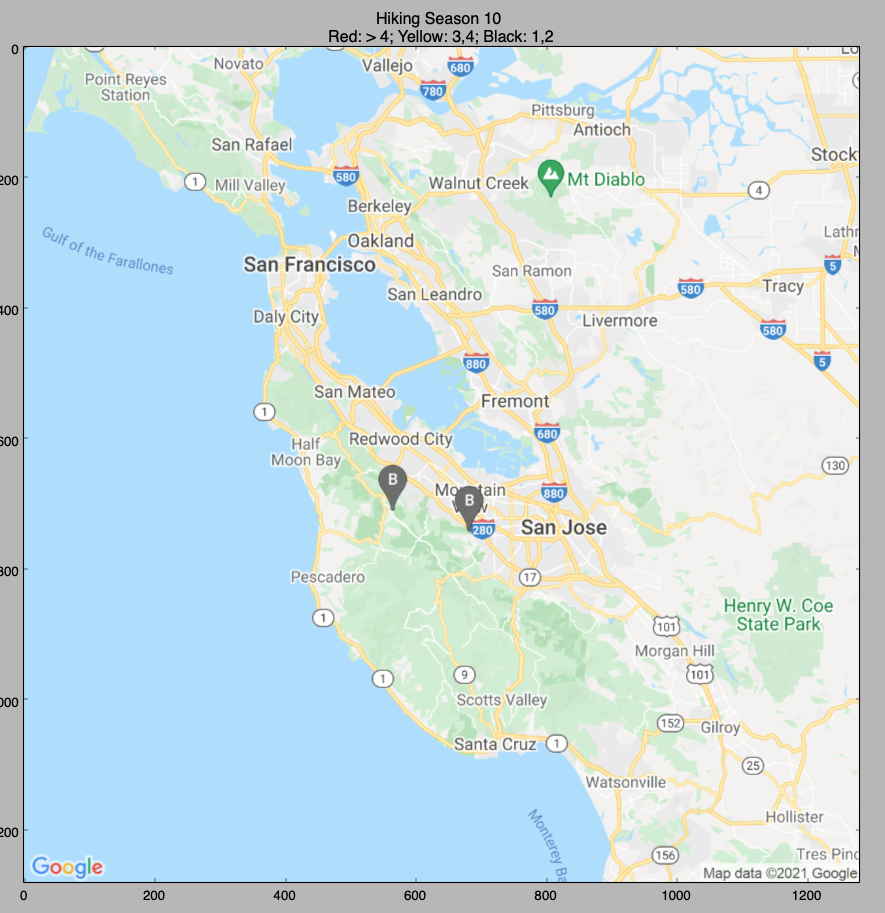 Hiking Season 10
Red: > 4; Yellow: 3,4; Black: 1,2
0
Novato
Vallejo
680
Point Reyes
Station
780
Pittsburg
Antioch
San Rafael
Stock
200
1
Mill Valley
580
Walnut Creek
Mt Diablo
4
Berkeley
Gulf of the Farallones
Oakland
Lathr
San Francisco
San Ramon
5
580
Tracy
San Leandro
400
Daly City
580
Livermore
580
880
5
San Mateo
Fremont
1
Redwood City
680
600
Half
Moon Bay
130
B
Mountain
View
B
880
280
San Jose
800
Pescadero
17
Henry W. Coe
State Park
1
101
Morgan Hill
1
9
101
000
Scotts Valley
152
Gilroy
Santa Cruz
1
25
Watsonville
Hollister
200
Monterey Ba
156
Tres Pino
Google
Map data ©2021 Google
0
200
400
600
800
1000
1200